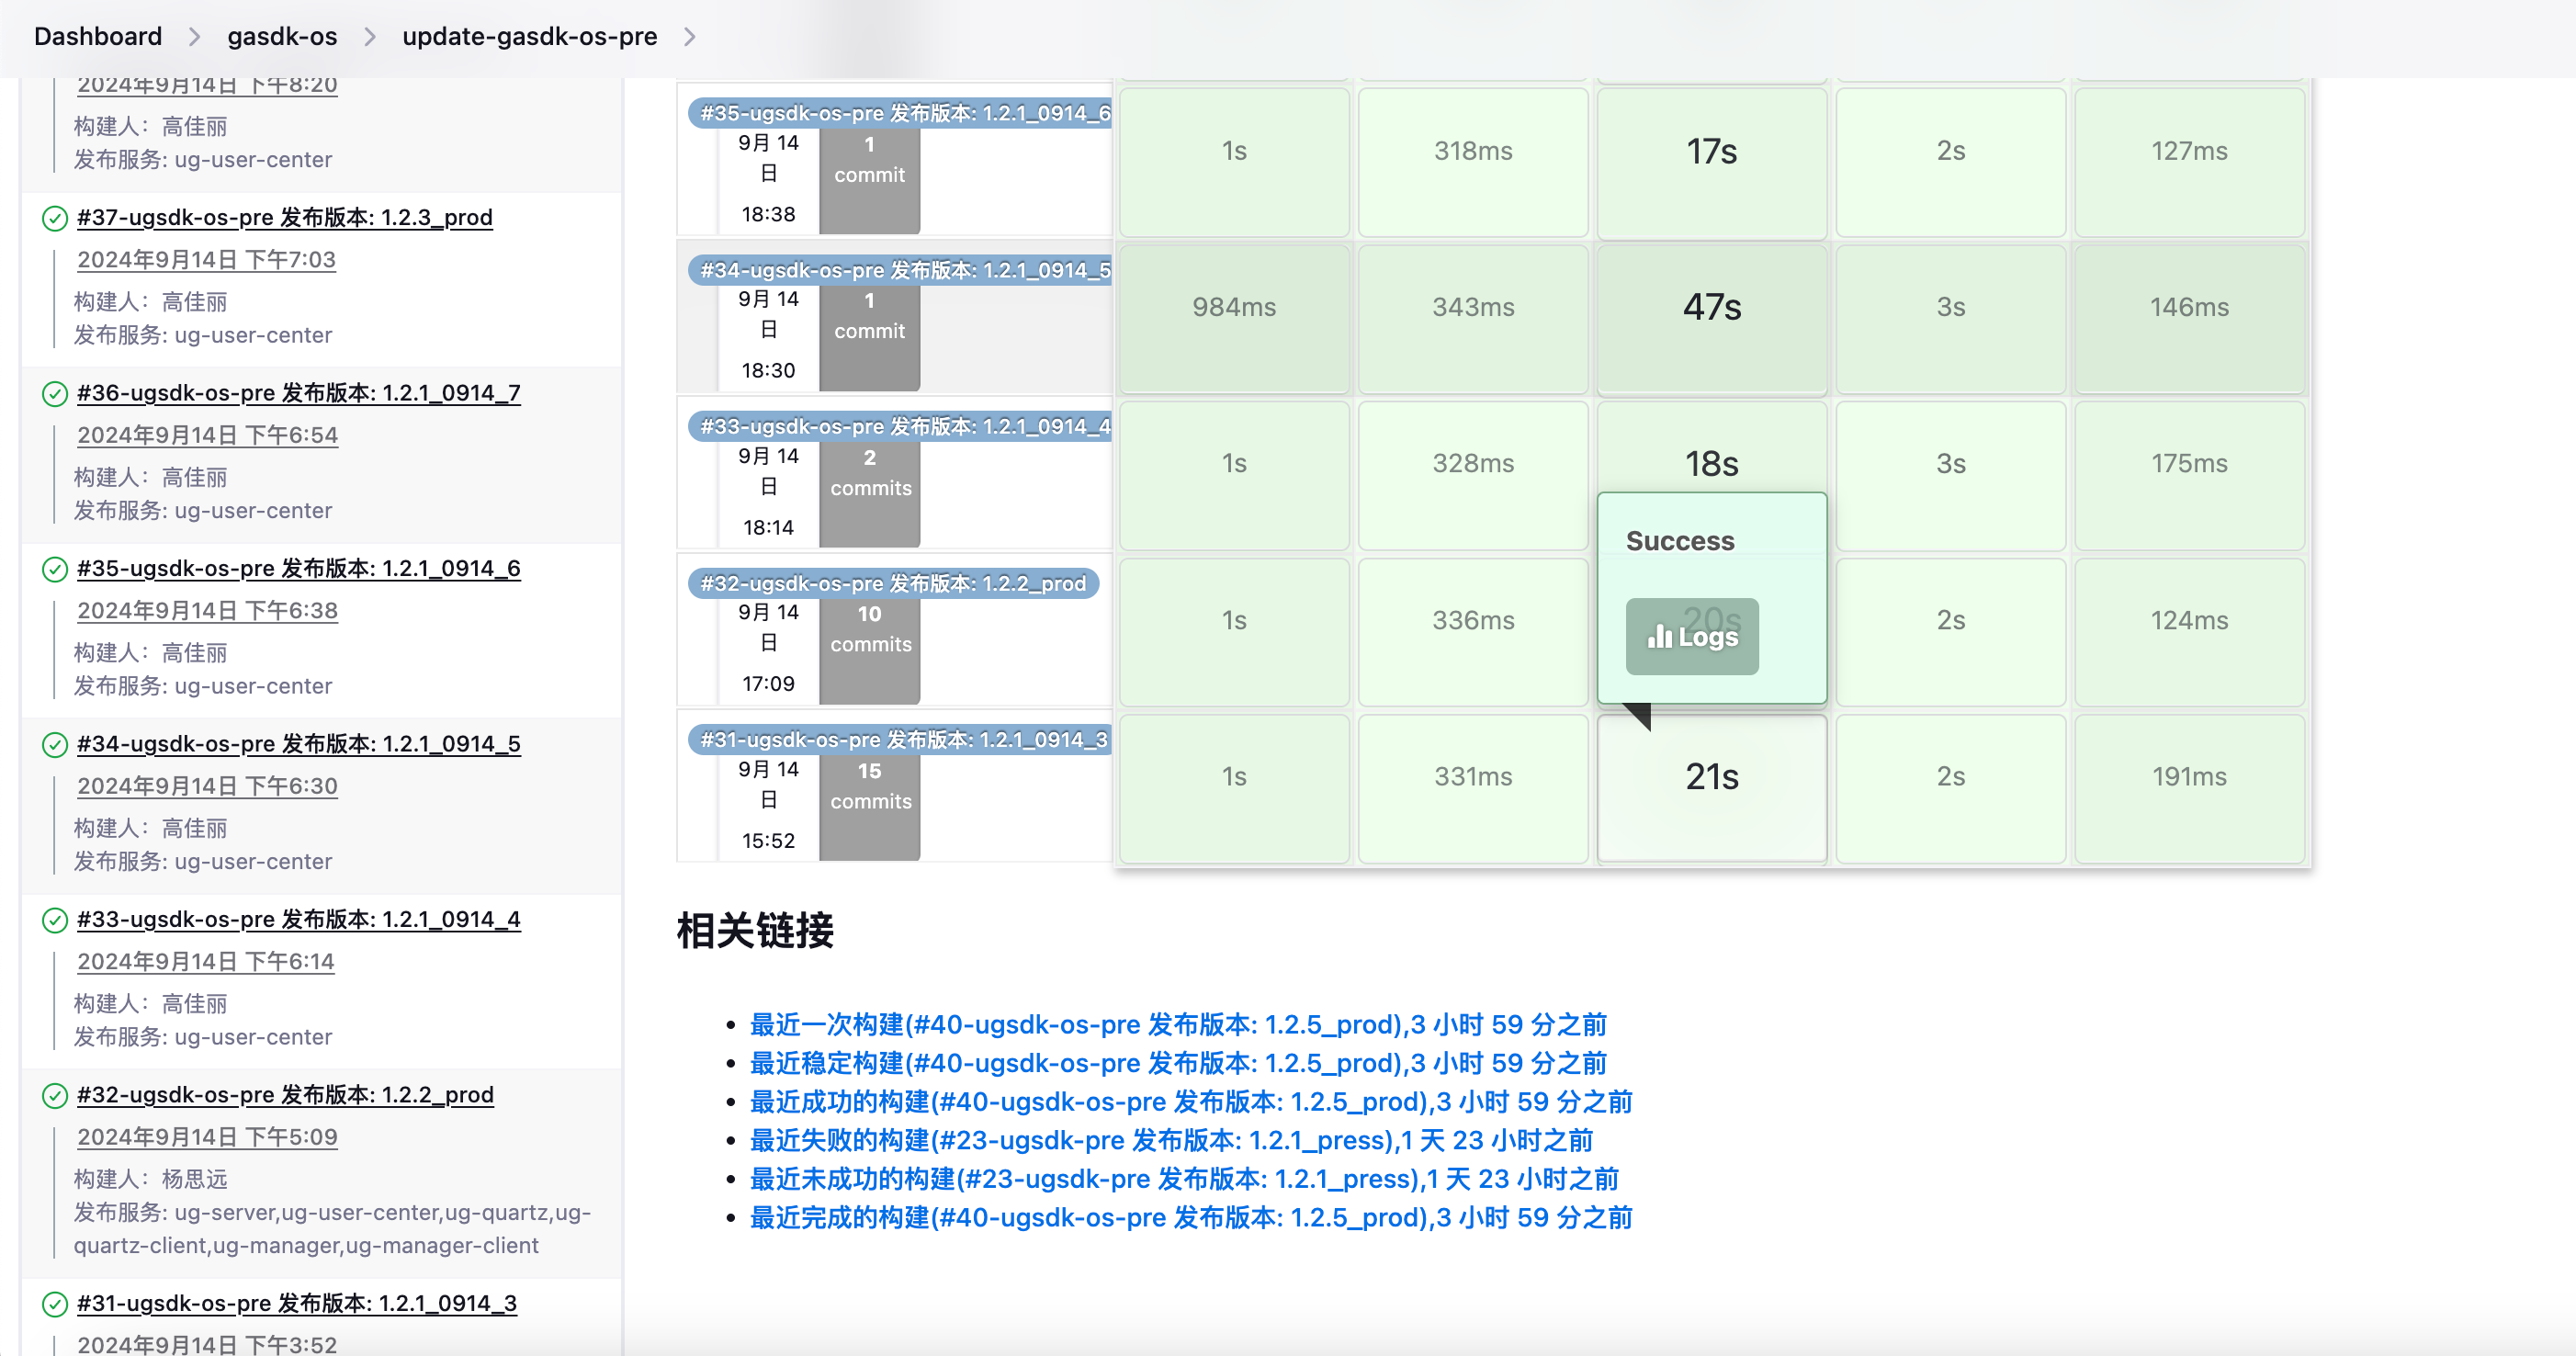 Dashboard > gasdk-os > update-gasdk-os-pre >
2024年9月14日 下午8:20
构建人: 高佳丽
发布服务: ug-user-center
#37-ugsdk-os-pre 发布版本: 1.2.3_prod
2024年9月14日 下午7:03
构建人: 高佳丽
发布服务: ug-user-center
#36-ugsdk-os-pre 发布版本: 1.2.1_0914_7
2024年9月14日 下午6:54
构建人: 高佳丽
发布服务: ug-user-center
#35-ugsdk-os-pre 发布版本: 1.2.1_0914_6
2024年9月14日 下午6:38
构建人: 高佳丽
发布服务: ug-user-center
#34-ugsdk-os-pre 发布版本: 1.2.1_0914_5
2024年9月14日 下午6:30
构建人: 高佳丽
发布服务: ug-user-center
#33-ugsdk-os-pre 发布版本: 1.2.1_0914_4
2024年9月14日 下午6:14
构建人: 高佳丽
发布服务: ug-user-center
#32-ugsdk-os-pre 发布版本: 1.2.2_prod
2024年9月14日 下午5:09
构建人: 杨思远
发布服务: ug-server,ug-user-center,ug-quartz,ug-
quartz-client,ug-manager,ug-manager-client
#31-ugsdk-os-pre 发布版本: 1.2.1_0914_3
2024年9月14日 下午3:52
#35-ugsdk-os-pre 发布版本: 1.2.1_0914_6
9月 14
日
18:38
1
commit
1s
318ms
17s
2s
127ms
#34-ugsdk-os-pre 发布版本: 1.2.1_0914_5
9月 14
日
18:30
1
commit
984ms
343ms
47s
3s
146ms
#33-ugsdk-os-pre 发布版本: 1.2.1_0914_4
9月 14
日
18:14
2
commits
1s
328ms
18s
3s
175ms
#32-ugsdk-os-pre 发布版本: 1.2.2_prod
9月 14
日
17:09
10
commits
1s
336ms
20s
2s
124ms
Success
Logs
#31-ugsdk-os-pre 发布版本: 1.2.1_0914_3
9月 14
日
15:52
15
commits
1s
331ms
21s
2s
191ms
相关链接
最近一次构建(#40-ugsdk-os-pre 发布版本: 1.2.5_prod),3 小时 59 分之前
最近稳定构建(#40-ugsdk-os-pre 发布版本: 1.2.5_prod),3 小时 59 分之前
最近成功的构建(#40-ugsdk-os-pre 发布版本: 1.2.5_prod),3 小时 59 分之前
最近失败的构建(#23-ugsdk-pre 发布版本: 1.2.1_press),1 天 23 小时之前
最近未成功的构建(#23-ugsdk-pre 发布版本: 1.2.1_press),1 天 23 小时之前
最近完成的构建(#40-ugsdk-os-pre 发布版本: 1.2.5_prod),3 小时 59 分之前